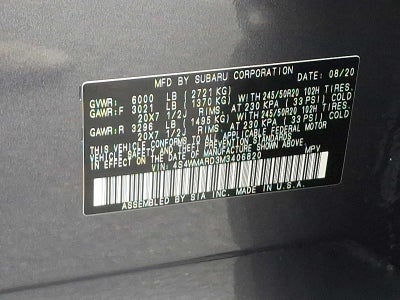 MFD BY SUBARU CORPORATION DATE: 08/20
GVWR: 6000 LB (2721 KG)
GAWR:F 3021 LB (1370 KG) WITH 245/50R20 102H TIRES.
20X7 1/2J RIMS. AT 230 KPA (33 PSI) COLD
GAWR:R 3296 LB (1495 KG) WITH 245/50R20 102H TIRES.
20X7 1/2J RIMS. AT 230 KPA (33 PSI) COLD
THIS VEHICLE CONFORMS TO ALL APPLICABLE FEDERAL MOTOR
VEHICLE SAFETY AND THEFT PREVENTION STANDARDS
IN EFFECT ON THE DATE OF MANUFACTURE SHOWN ABOVE.
VIN: 4S4WMARD3M3406820 MPV
ASSEMBLED BY SIA INC. MADE IN U.S.A.